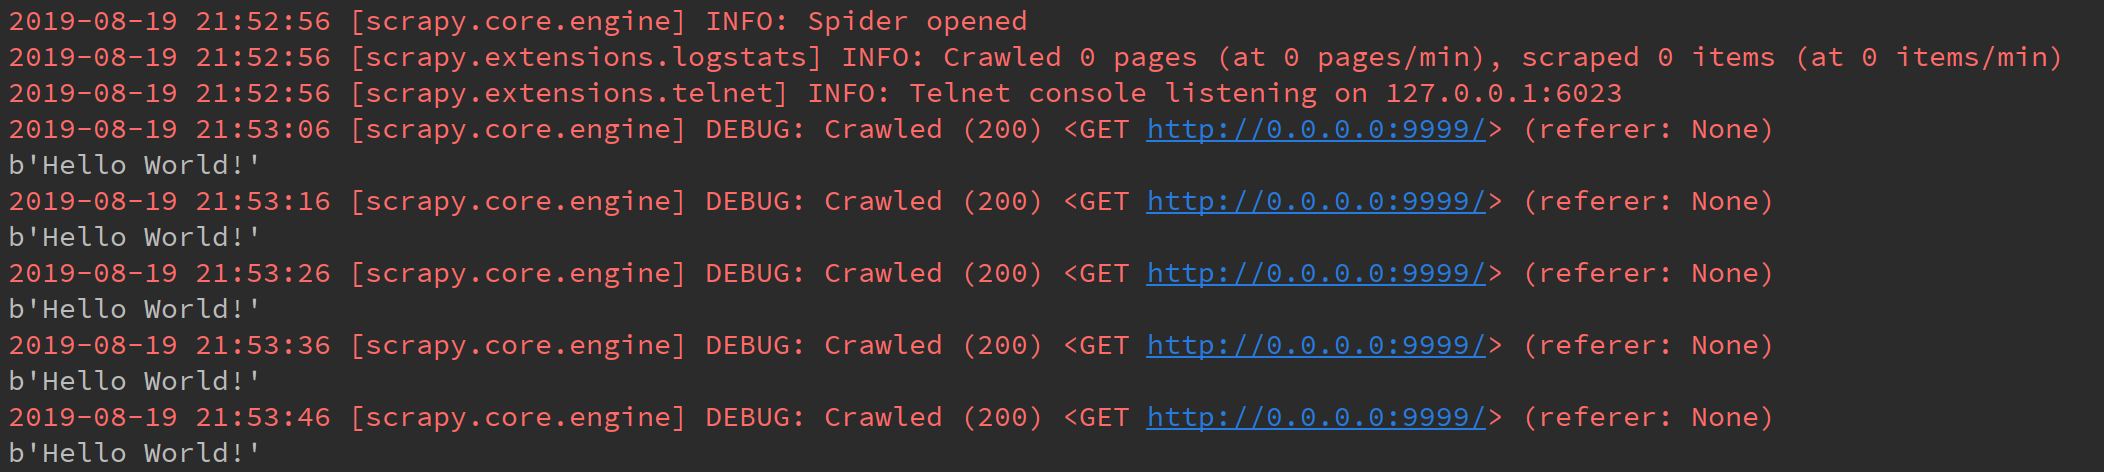 2019-08-19 21:52:56 [scrapy.core.engine] INFO: Spider opened
2019-08-19 21:52:56 [scrapy.extensions.logstats] INFO: Crawled 0 pages (at 0 pages/min), scraped 0 items (at 0 items/min)
2019-08-19 21:52:56 [scrapy.extensions.telnet] INFO: Telnet console listening on 127.0.0.1:6023
2019-08-19 21:53:06 [scrapy.core.engine] DEBUG: Crawled (200) <GET http://0.0.0.0:9999/> (referer: None)
b'Hello World!'
2019-08-19 21:53:16 [scrapy.core.engine] DEBUG: Crawled (200) <GET http://0.0.0.0:9999/> (referer: None)
b'Hello World!'
2019-08-19 21:53:26 [scrapy.core.engine] DEBUG: Crawled (200) <GET http://0.0.0.0:9999/> (referer: None)
b'Hello World!'
2019-08-19 21:53:36 [scrapy.core.engine] DEBUG: Crawled (200) <GET http://0.0.0.0:9999/> (referer: None)
b'Hello World!'
2019-08-19 21:53:46 [scrapy.core.engine] DEBUG: Crawled (200) <GET http://0.0.0.0:9999/> (referer: None)
b'Hello World!'